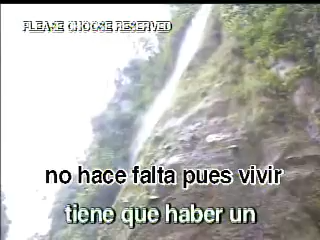 PLEASE CHOOSE RESERVED
no hace falta pues vivir
tiene que haber un